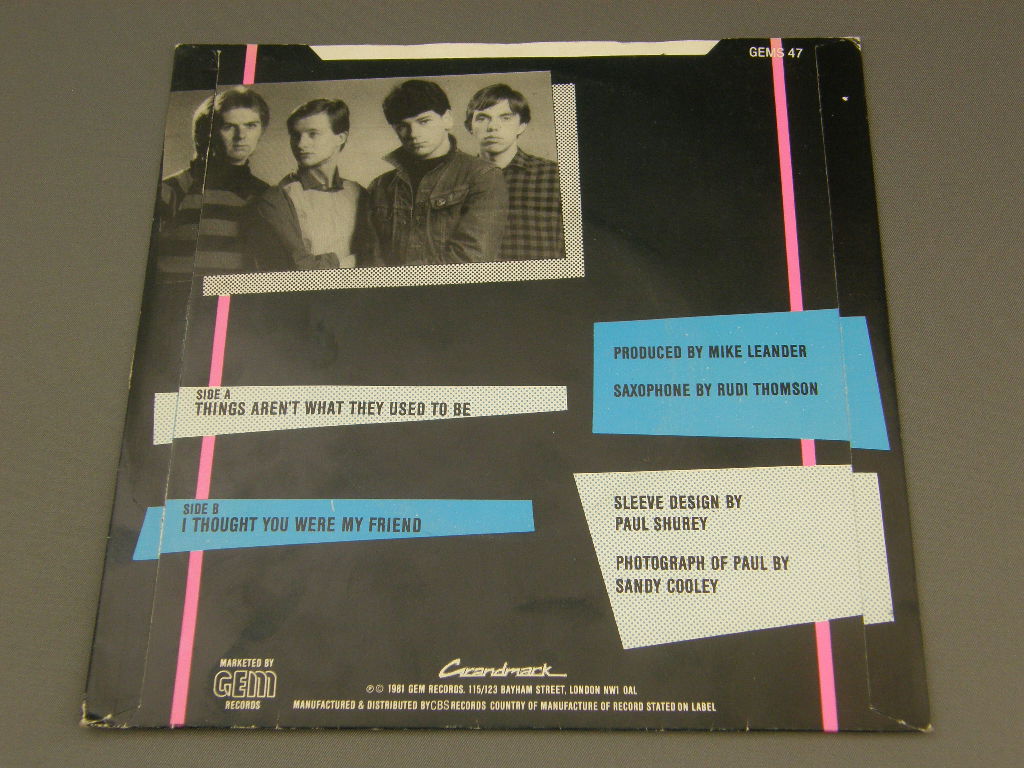 GEMS 47
PRODUCED BY MIKE LEANDER
SAXOPHONE BY RUDI THOMSON
SIDE A
THINGS AREN'T WHAT THEY USED TO BE
SIDE B
I THOUGHT YOU WERE MY FRIEND
SLEEVE DESIGN BY
PAUL SHUREY
PHOTOGRAPH OF PAUL BY
SANDY COOLEY
MARKETED BY
GEM
RECORDS
Grandmark
℗ © 1981 GEM RECORDS. 115/123 BAYHAM STREET, LONDON NW1 0AL
MANUFACTURED & DISTRIBUTED BY CBS RECORDS COUNTRY OF MANUFACTURE OF RECORD STATED ON LABEL